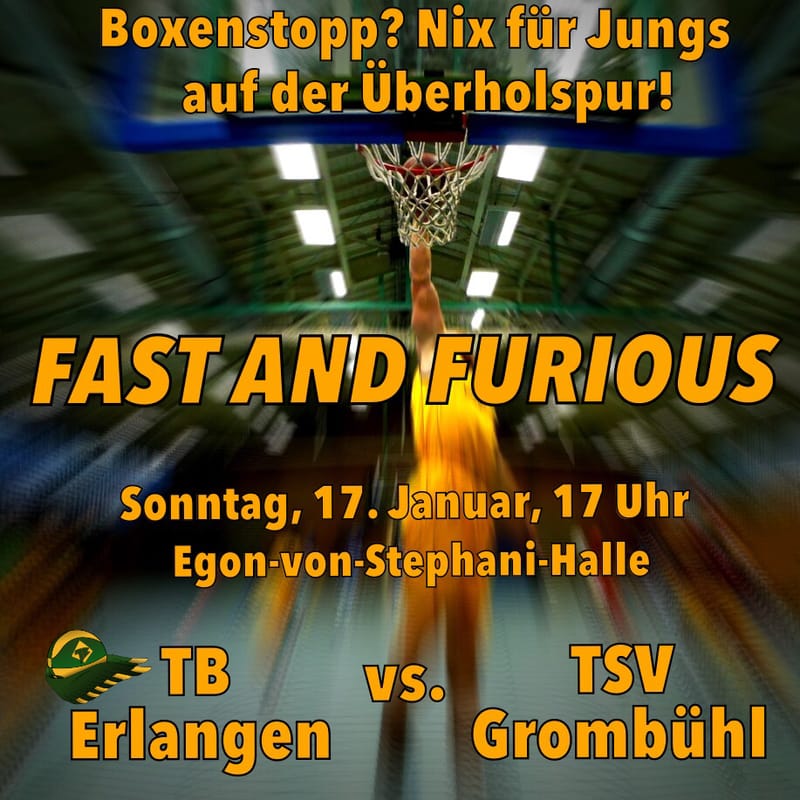 Boxenstopp? Nix für Jungs
auf der Überholspur!
FAST AND FURIOUS
Sonntag, 17. Januar, 17 Uhr
Egon-von-Stephani-Halle
TB vs. TSV
Erlangen Grombühl